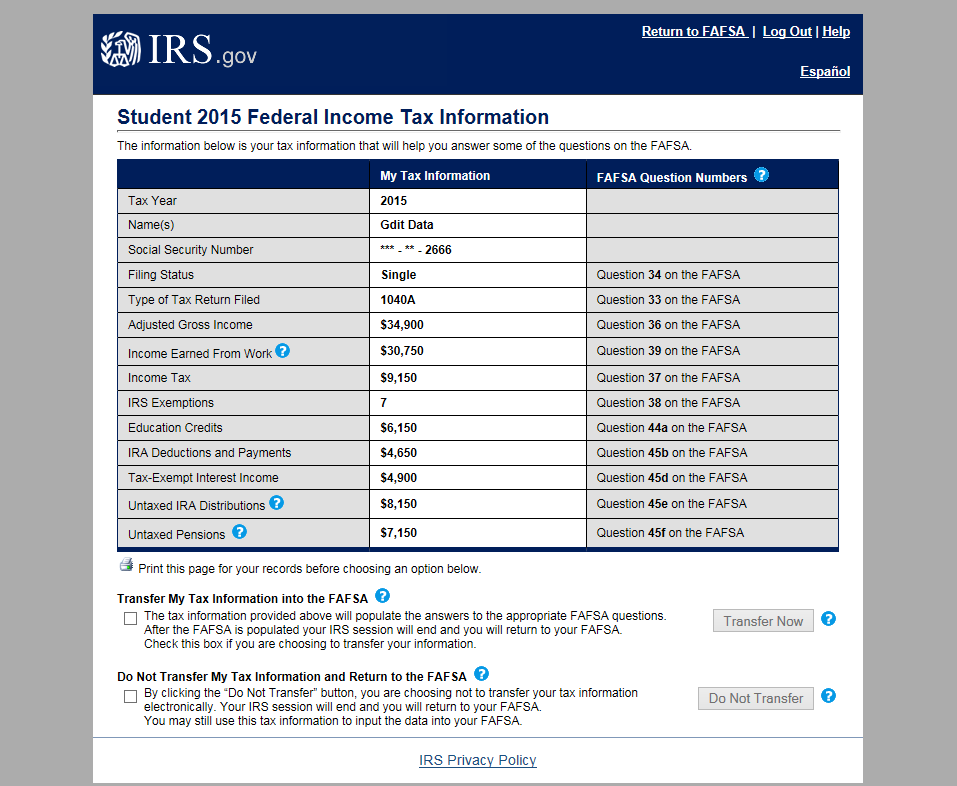 IRS.gov
Return to FAFSA | Log Out | Help
Español
Student 2015 Federal Income Tax Information
The information below is your tax information that will help you answer some of the questions on the FAFSA.
My Tax Information FAFSA Question Numbers ?
Tax Year 2015
Name(s) Gdit Data
Social Security Number *** - ** - 2666
Filing Status Single Question 34 on the FAFSA
Type of Tax Return Filed 1040A Question 33 on the FAFSA
Adjusted Gross Income $34,900 Question 36 on the FAFSA
Income Earned From Work ? $30,750 Question 39 on the FAFSA
Income Tax $9,150 Question 37 on the FAFSA
IRS Exemptions 7 Question 38 on the FAFSA
Education Credits $6,150 Question 44a on the FAFSA
IRA Deductions and Payments $4,650 Question 45b on the FAFSA
Tax-Exempt Interest Income $4,900 Question 45d on the FAFSA
Untaxed IRA Distributions ? $8,150 Question 45e on the FAFSA
Untaxed Pensions ? $7,150 Question 45f on the FAFSA
Print this page for your records before choosing an option below.
Transfer My Tax Information into the FAFSA ?
The tax information provided above will populate the answers to the appropriate FAFSA questions.
After the FAFSA is populated your IRS session will end and you will return to your FAFSA.
Check this box if you are choosing to transfer your information.
Transfer Now ?
Do Not Transfer My Tax Information and Return to the FAFSA ?
By clicking the “Do Not Transfer” button, you are choosing not to transfer your tax information
electronically. Your IRS session will end and you will return to your FAFSA.
You may still use this tax information to input the data into your FAFSA.
Do Not Transfer ?
IRS Privacy Policy